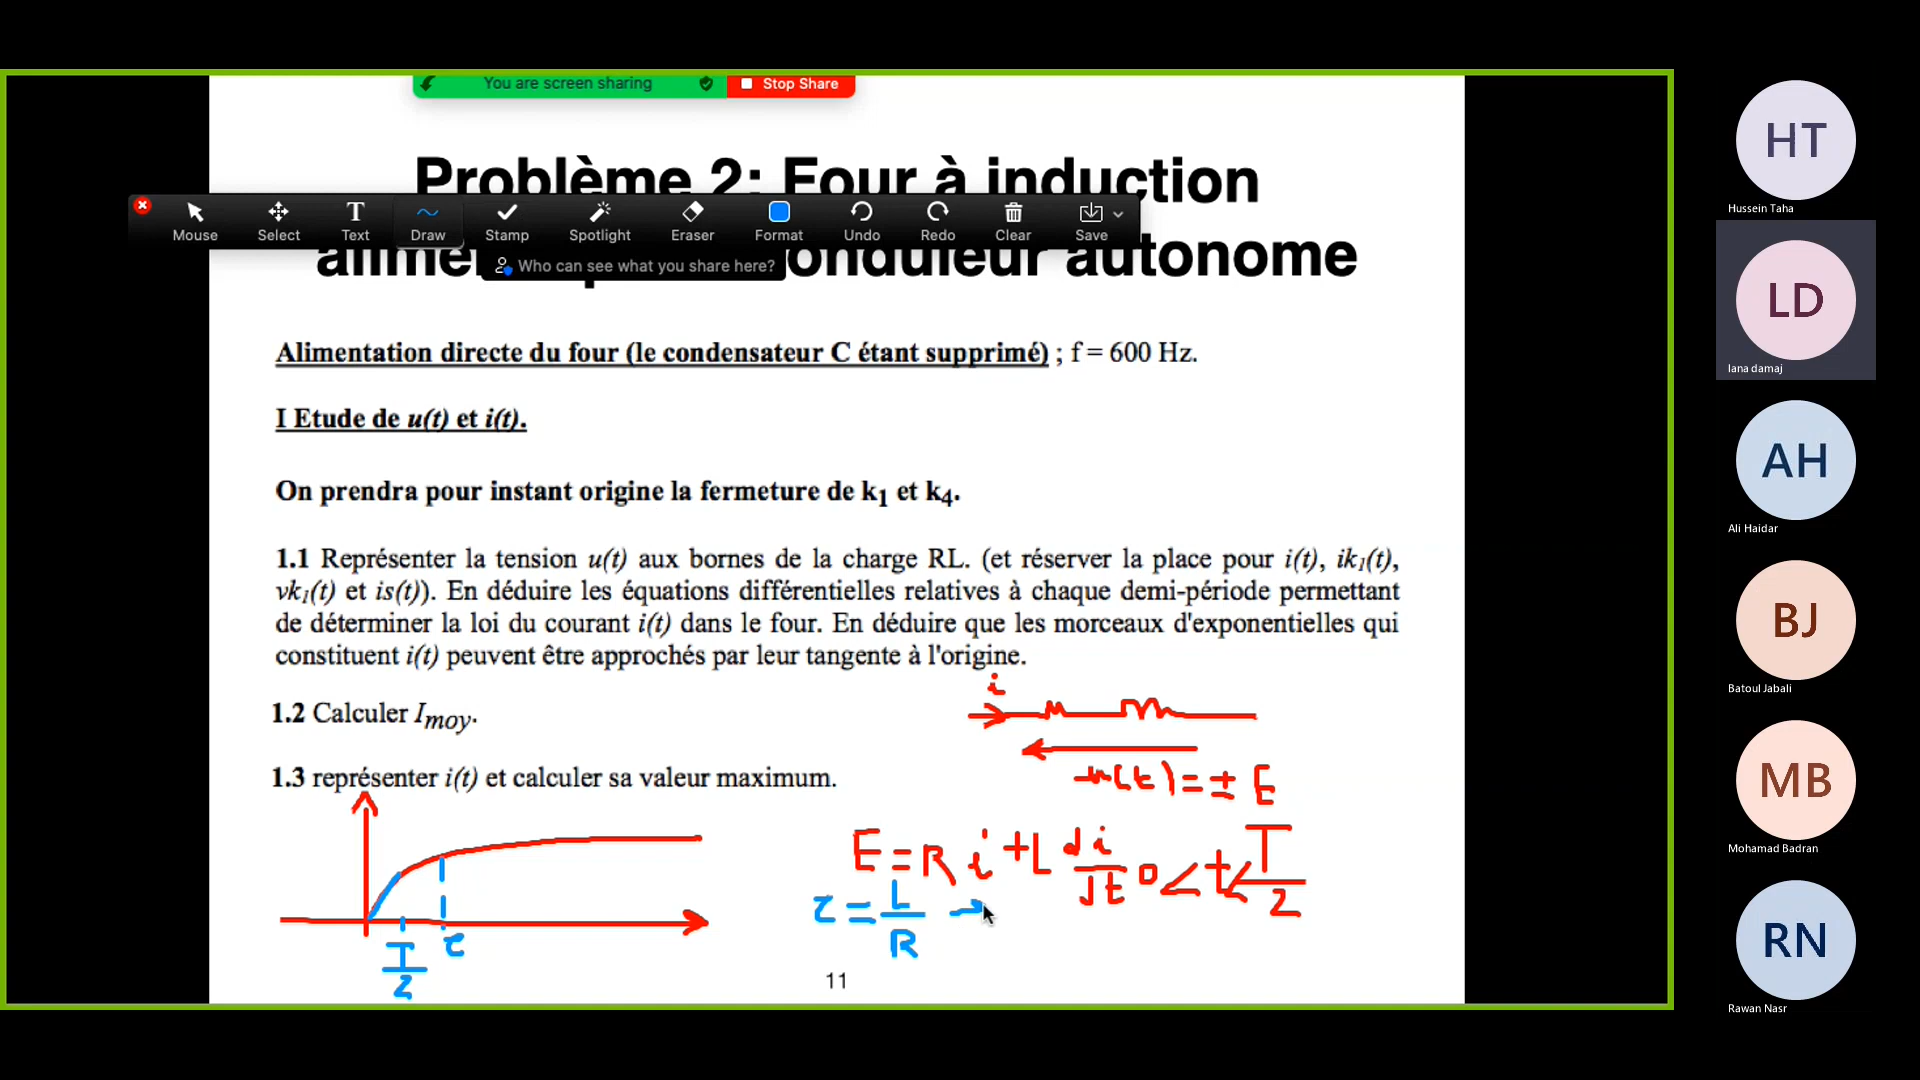 You are screen sharing
Stop Share
Problème 2: Four à induction
Mouse
Select
Text
Draw
Stamp
Spotlight
Eraser
Format
Undo
Redo
Clear
Save
onduleur autonome
Who can see what you share here?
Alimentation directe du four (le condensateur C étant supprimé) ; f = 600 Hz.
I Etude de u(t) et i(t).
On prendra pour instant origine la fermeture de k1 et k4.
1.1 Représenter la tension u(t) aux bornes de la charge RL. (et réserver la place pour i(t), ik1(t),
vk1(t) et is(t)). En déduire les équations différentielles relatives à chaque demi-période permettant
de déterminer la loi du courant i(t) dans le four. En déduire que les morceaux d'exponentielles qui
constituent i(t) peuvent être approchés par leur tangente à l'origine.
i
1.2 Calculer Imoy.
1.3 représenter i(t) et calculer sa valeur maximum.
u(t) = ± E
E = R i + L di/dt 0 < t < T/2
τ = L/R →
T/2
τ
11
HT
Hussein Taha
LD
lana damaj
AH
Ali Haidar
BJ
Batoul Jabali
MB
Mohamad Badran
RN
Rawan Nasr